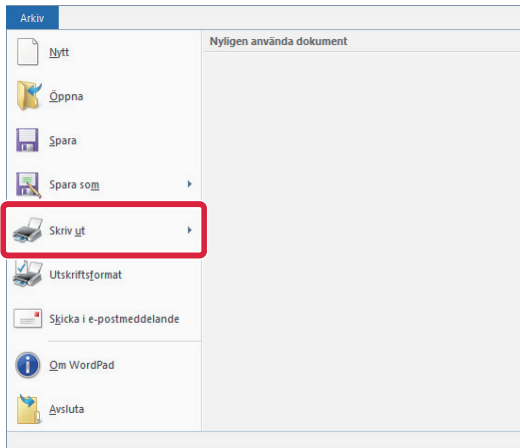 Arkiv
Nyligen använda dokument
Nytt
Öppna
Spara
Spara som
Skriv ut
Utskriftsformat
Skicka i e-postmeddelande
Om WordPad
Avsluta